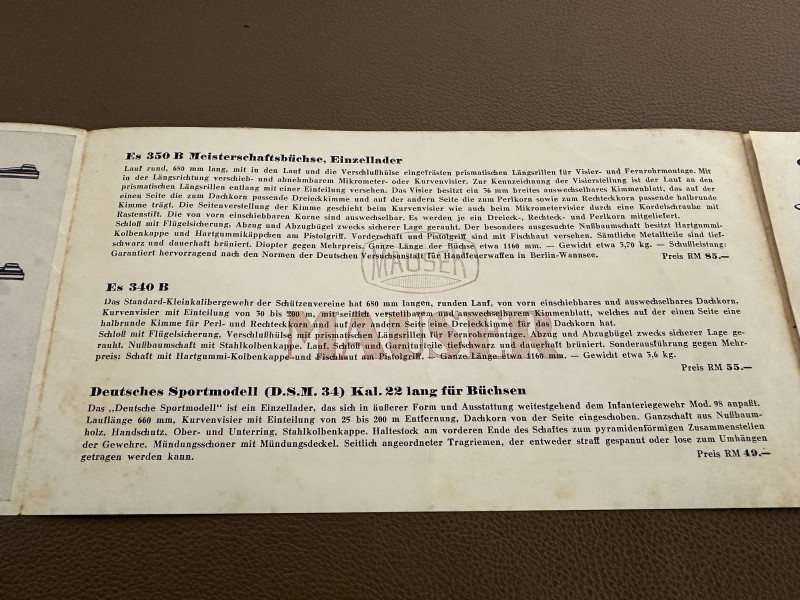 Es 350 B Meisterschaftsbüchse, Einzellader
Lauf rund, 680 mm lang, mit in den Lauf und die Verschlußhülse eingefrästen prismatischen Längsrillen für Visier- und Fernrohrmontage. Mit
in der Längsrichtung verschieb- und abnehmbarem Mikrometer- oder Kurvenvisier. Zur Kennzeichnung der Visierstellung ist der Lauf an den
prismatischen Längsrillen entlang mit einer Einteilung versehen. Das Visier besitzt ein 36 mm breites auswechselbares Kimmenblatt, das auf der
einen Seite die zum Dachkorn passende Dreieckkimme und auf der andern Seite die zum Perlkorn sowie zum Rechteckkorn passende halbrunde
Kimme trägt. Die Seitenverstellung der Kimme geschieht beim Kurvenvisier wie auch beim Mikrometervisier durch eine Kordelschraube mit
Rastenstift. Die von vorn einschiebbaren Korne sind auswechselbar. Es werden je ein Dreieck-, Rechteck- und Perlkorn mitgeliefert.
Schloß mit Flügelsicherung, Abzug und Abzugbügel zwecks sicherer Lage gerauht. Der besonders ausgesuchte Nußbaumschaft besitzt Hartgummi-
Kolbenkappe und Hartgummikäppchen am Pistolgriff. Vorderschaft und Pistolgriff sind mit Fischhaut versehen. Sämtliche Metallteile sind tief-
schwarz und dauerhaft brüniert. Diopter gegen Mehrpreis. Ganze Länge der Büchse etwa 1160 mm. — Gewicht etwa 3,70 kg. — Schußleistung:
Garantiert hervorragend nach den Normen der Deutschen Versuchsanstalt für Handfeuerwaffen in Berlin-Wannsee. Preis RM 85.—
MAUSER
Es 340 B
Das Standard-Kleinkalibergewehr der Schützenvereine hat 680 mm langen, runden Lauf, von vorn einschiebbares und auswechselbares Dachkorn,
Kurvenvisier mit Einteilung von 30 bis 200 m, mit seitlich verstellbarem und auswechselbarem Kimmenblatt, welches auf der einen Seite eine
halbrunde Kimme für Perl- und Rechteckkorn und auf der andern Seite eine Dreieckkimme für das Dachkorn hat.
Schloß mit Flügelsicherung, Verschlußhülse mit prismatischen Längsrillen für Fernrohrmontage. Abzug und Abzugbügel zwecks sicherer Lage ge-
rauht. Nußbaumschaft mit Stahlkolbenkappe. Lauf, Schloß und Garniturteile tiefschwarz und dauerhaft brüniert. Sonderausführung gegen Mehr-
preis: Schaft mit Hartgummi-Kolbenkappe und Fischhaut am Pistolgriff. — Ganze Länge etwa 1160 mm. — Gewicht etwa 3,6 kg.
Preis RM 55.—
MAUSER
Deutsches Sportmodell (D.S.M. 34) Kal. 22 lang für Büchsen
Das „Deutsche Sportmodell" ist ein Einzellader, das sich in äußerer Form und Ausstattung weitestgehend dem Infanteriegewehr Mod. 98 anpaßt.
Lauflänge 660 mm, Kurvenvisier mit Einteilung von 25 bis 200 m Entfernung, Dachkorn von der Seite eingeschoben. Ganzschaft aus Nußbaum-
holz, Handschutz, Ober- und Unterring, Stahlkolbenkappe. Haltestock am vorderen Ende des Schaftes zum pyramidenförmigen Zusammenstellen
der Gewehre. Mündungsschoner mit Mündungsdeckel. Seitlich angeordneter Tragriemen, der entweder straff gespannt oder lose zum Umhängen
getragen werden kann. Preis RM 49.—